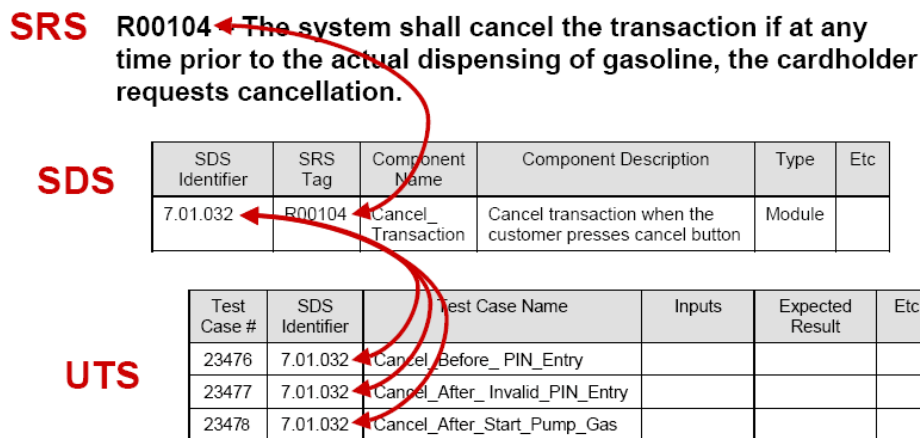 SRS R00104 – The system shall cancel the transaction if at any
time prior to the actual dispensing of gasoline, the cardholder
requests cancellation.
SDS
SDS Identifier SRS Tag Component Name Component Description Type Etc
7.01.032 R00104 Cancel_ Transaction Cancel transaction when the customer presses cancel button Module
UTS
Test Case # SDS Identifier Test Case Name Inputs Expected Result Etc
23476 7.01.032 Cancel_Before_ PIN_Entry
23477 7.01.032 Cancel_After_ Invalid_PIN_Entry
23478 7.01.032 Cancel_After_Start_Pump_Gas